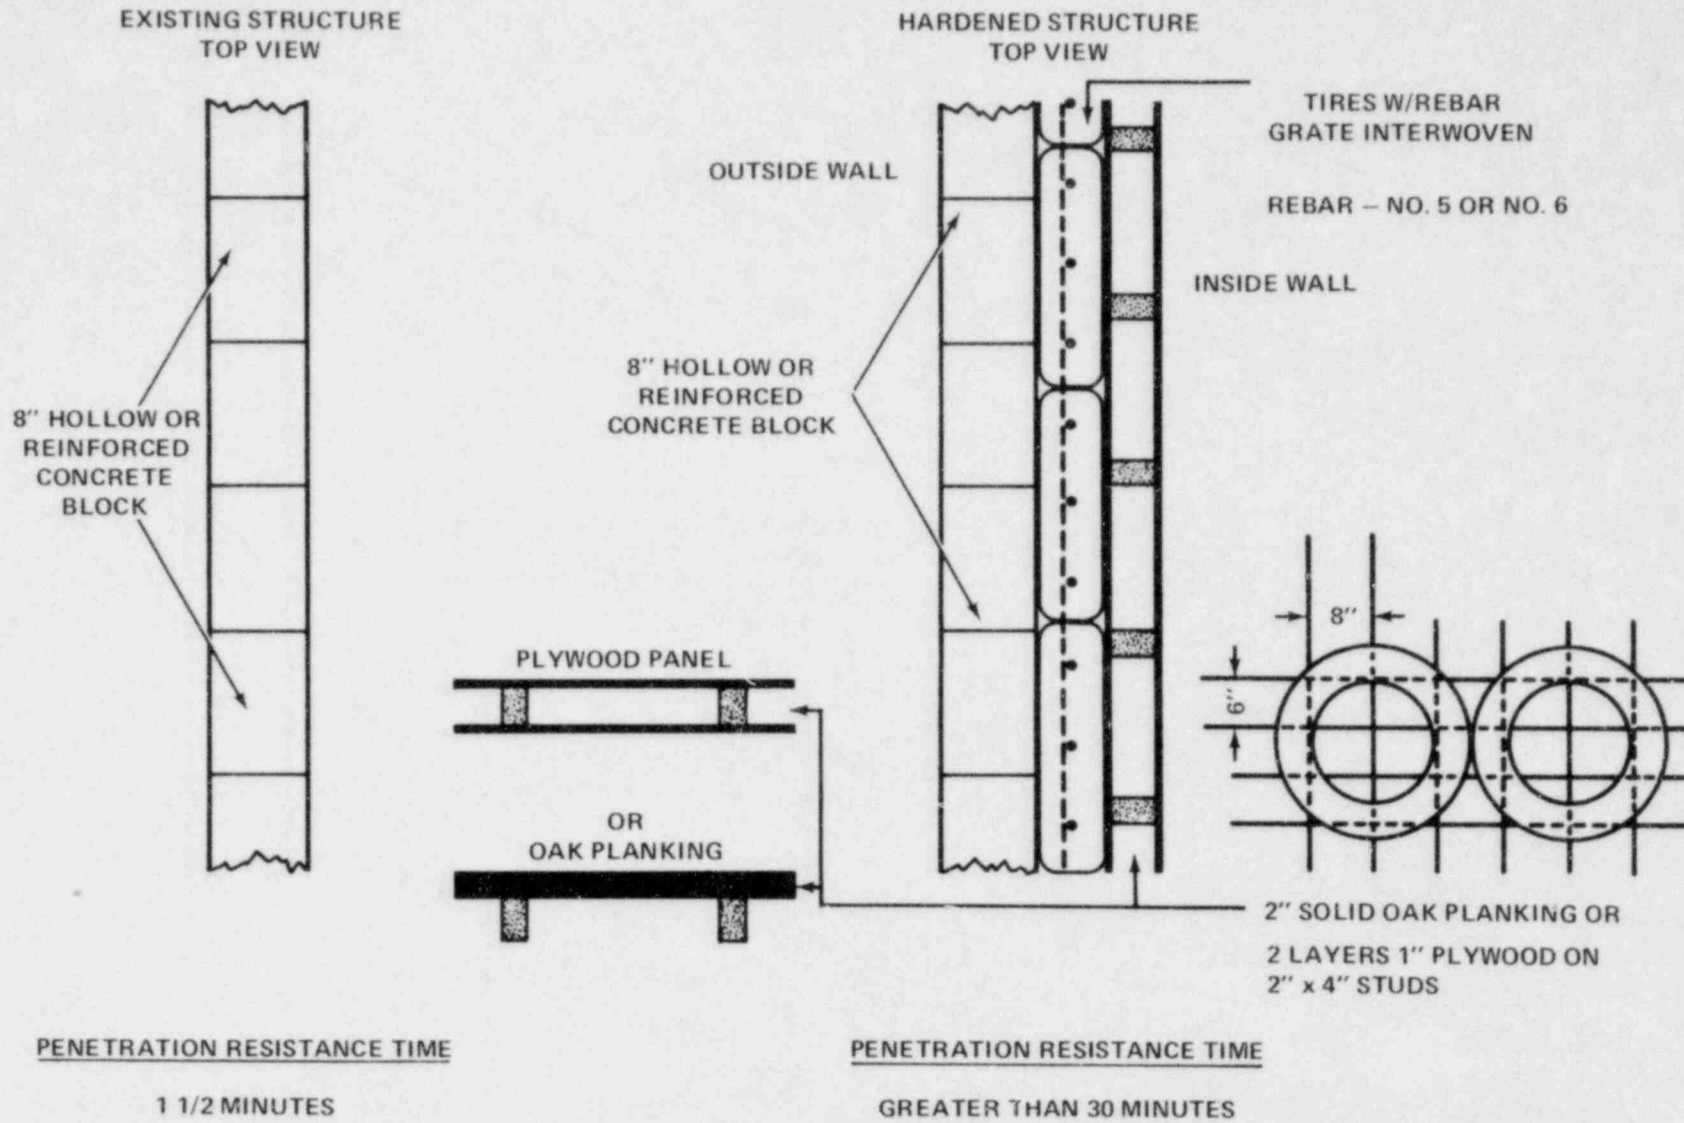 EXISTING STRUCTURE
TOP VIEW
8" HOLLOW OR
REINFORCED
CONCRETE
BLOCK
PENETRATION RESISTANCE TIME
1 1/2 MINUTES
HARDENED STRUCTURE
TOP VIEW
TIRES W/REBAR
GRATE INTERWOVEN
REBAR – NO. 5 OR NO. 6
OUTSIDE WALL
INSIDE WALL
8" HOLLOW OR
REINFORCED
CONCRETE BLOCK
PLYWOOD PANEL
OR
OAK PLANKING
8"
6"
2" SOLID OAK PLANKING OR
2 LAYERS 1" PLYWOOD ON
2" x 4" STUDS
PENETRATION RESISTANCE TIME
GREATER THAN 30 MINUTES